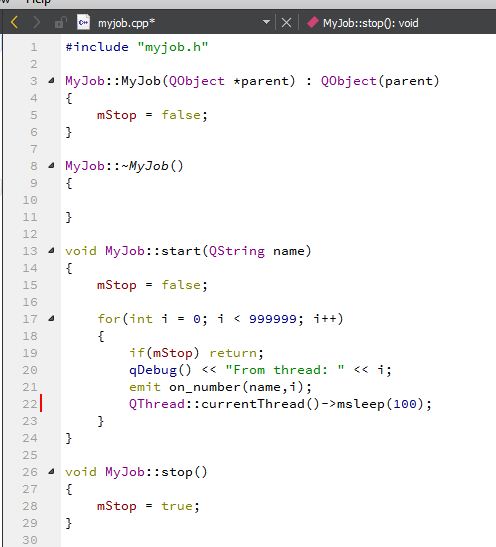 myjob.cpp* MyJob::stop(): void
1 #include "myjob.h"
2
3 MyJob::MyJob(QObject *parent) : QObject(parent)
4 {
5     mStop = false;
6 }
7
8 MyJob::~MyJob()
9 {
10
11 }
12
13 void MyJob::start(QString name)
14 {
15     mStop = false;
16
17     for(int i = 0; i < 999999; i++)
18     {
19         if(mStop) return;
20         qDebug() << "From thread: " << i;
21         emit on_number(name,i);
22         QThread::currentThread()->msleep(100);
23     }
24 }
25
26 void MyJob::stop()
27 {
28     mStop = true;
29 }
30